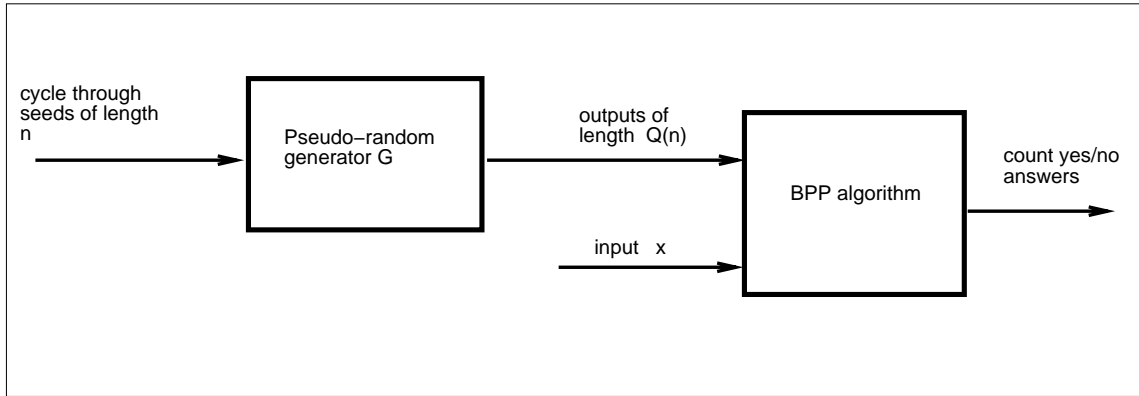 cycle through
seeds of length
n
Pseudo−random
generator G
outputs of
length Q(n)
input x
BPP algorithm
count yes/no
answers